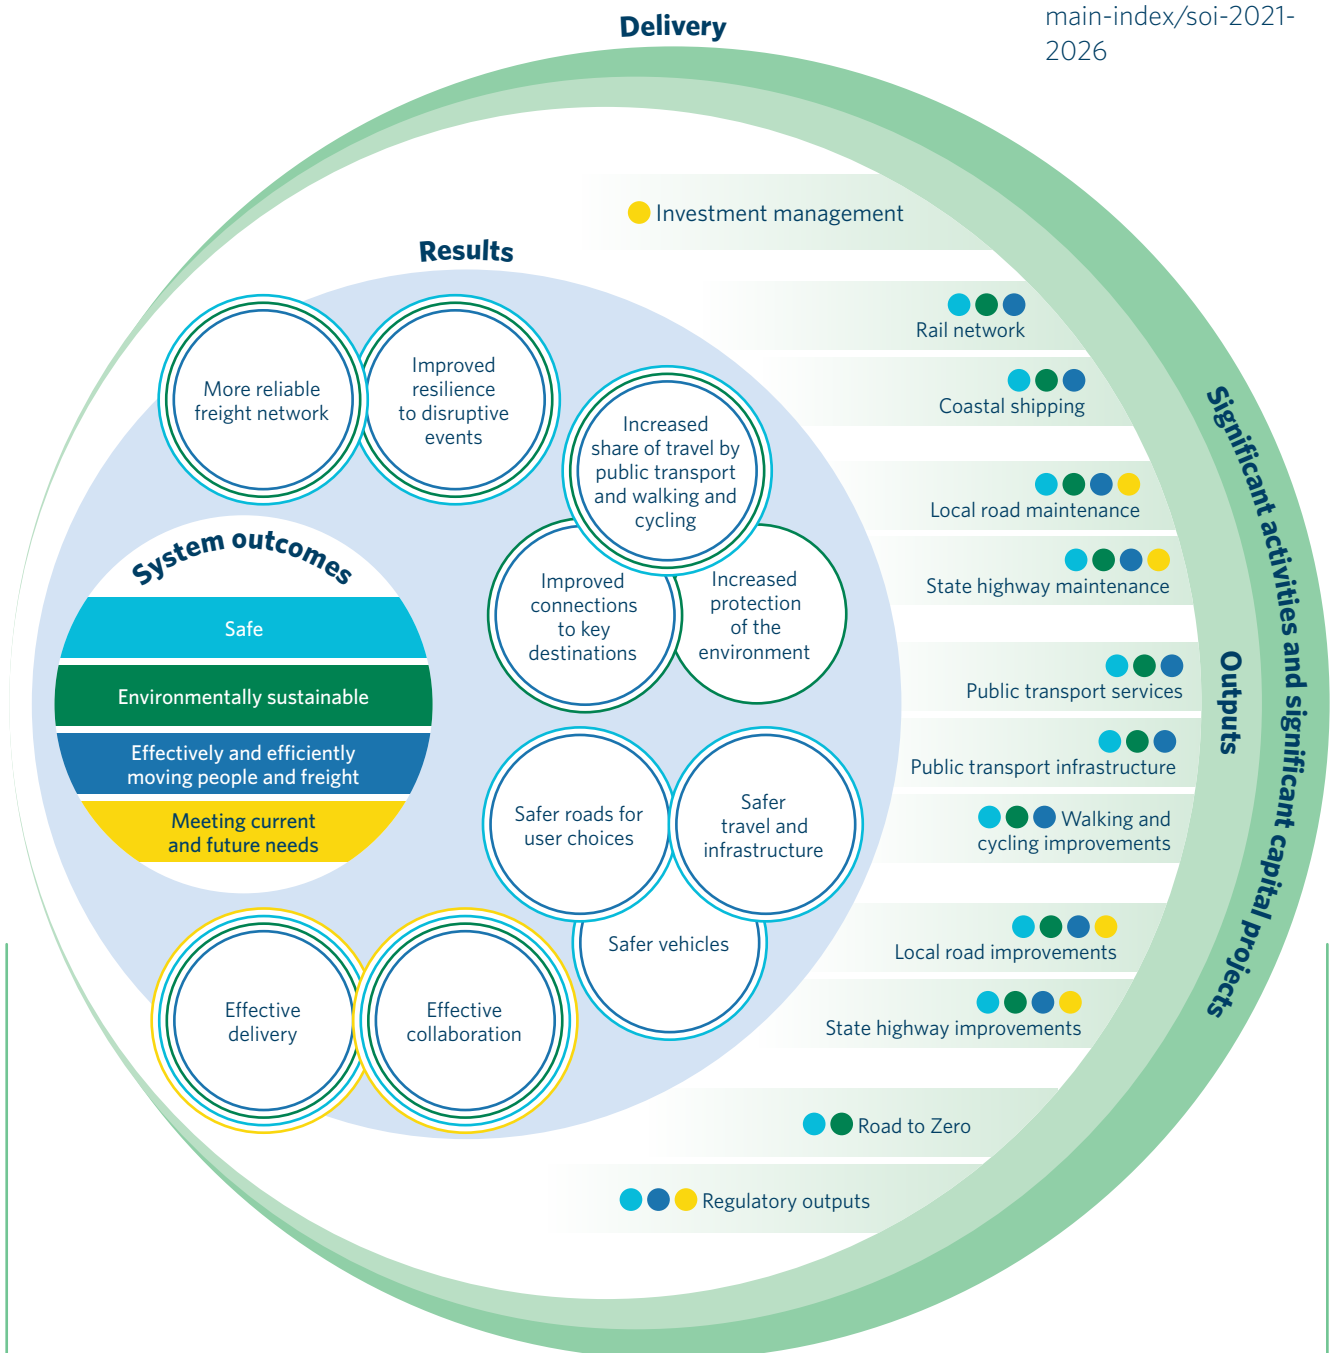 main-index/soi-2021-
2026
Delivery
Investment management
Results
Rail network
Coastal shipping
Local road maintenance
State highway maintenance
Public transport services
Public transport infrastructure
Walking and
cycling improvements
Local road improvements
State highway improvements
Road to Zero
Regulatory outputs
Outputs
Significant activities and significant capital projects
More reliable
freight network
Improved
resilience
to disruptive
events
Increased
share of travel by
public transport
and walking and
cycling
Improved
connections
to key
destinations
Increased
protection
of the
environment
System outcomes
Safe
Environmentally sustainable
Effectively and efficiently
moving people and freight
Meeting current
and future needs
Safer roads for
user choices
Safer
travel and
infrastructure
Safer vehicles
Effective
delivery
Effective
collaboration